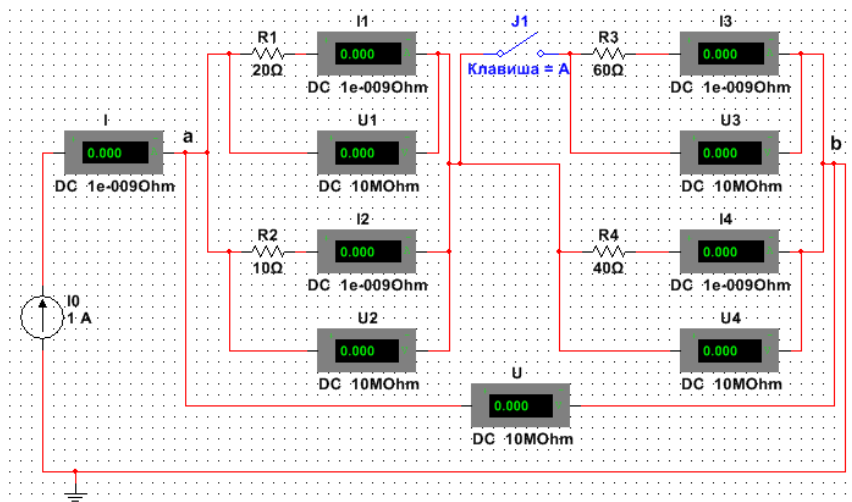 I1
J1
I3
R1
0.000
R3
0.000
20Ω
Клавиша = A
60Ω
DC 1e-009Ohm
DC 1e-009Ohm
I
a
U1
U3
b
0.000
0.000
0.000
DC 1e-009Ohm
DC 10MOhm
DC 10MOhm
I2
I4
R2
0.000
R4
0.000
10Ω
40Ω
DC 1e-009Ohm
DC 1e-009Ohm
I0
1 A
U2
U4
0.000
0.000
DC 10MOhm
U
DC 10MOhm
0.000
DC 10MOhm